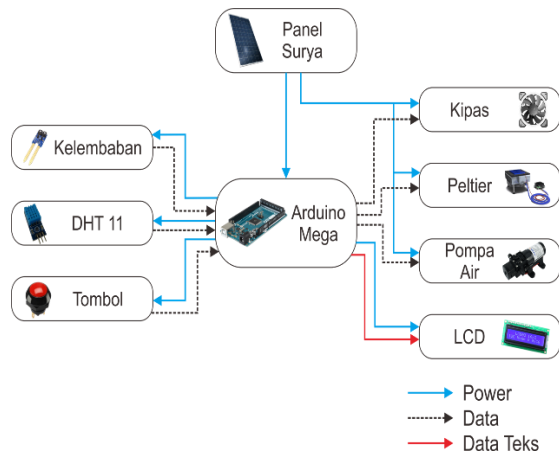 Panel
Surya
Kelembaban
DHT 11
Tombol
Arduino
Mega
Kipas
Peltier
Pompa
Air
LCD
Power
Data
Data Teks